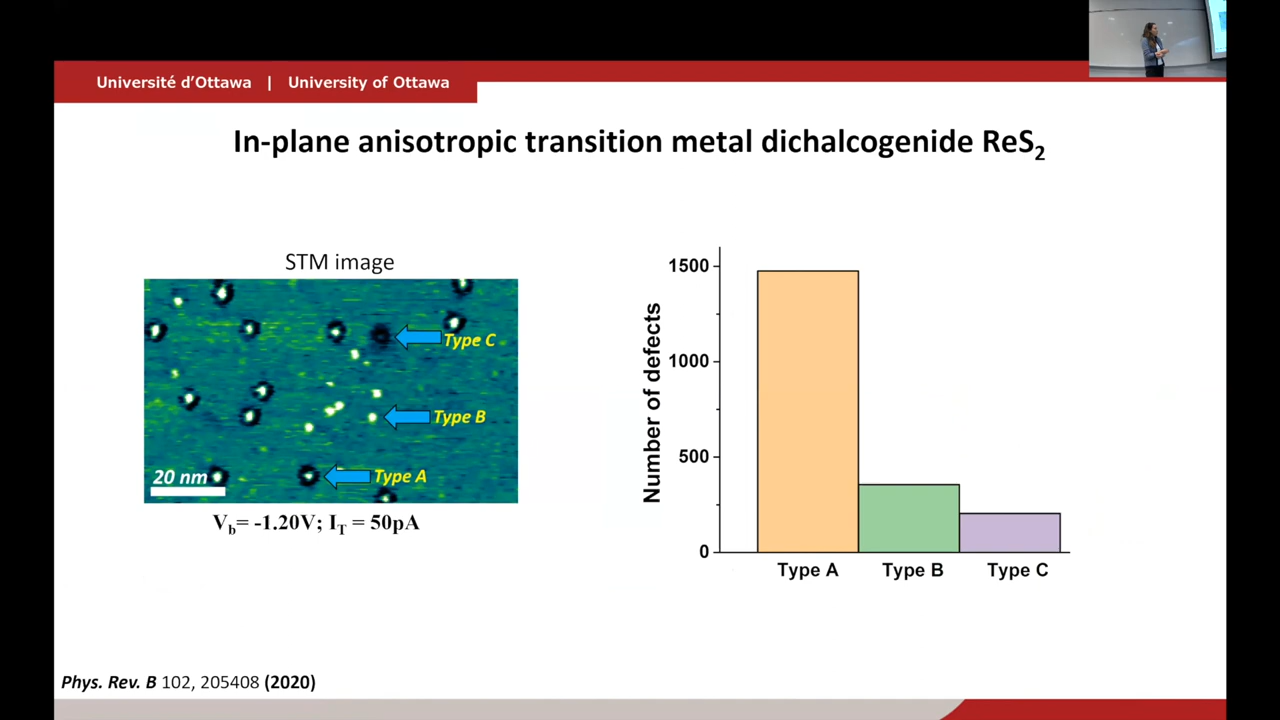 Université d'Ottawa | University of Ottawa
In-plane anisotropic transition metal dichalcogenide ReS₂
STM image
Type C
Type B
Type A
20 nm
V_b= -1.20V; I_T = 50pA
Number of defects
1500
1000
500
0
Type A Type B Type C
Phys. Rev. B 102, 205408 (2020)